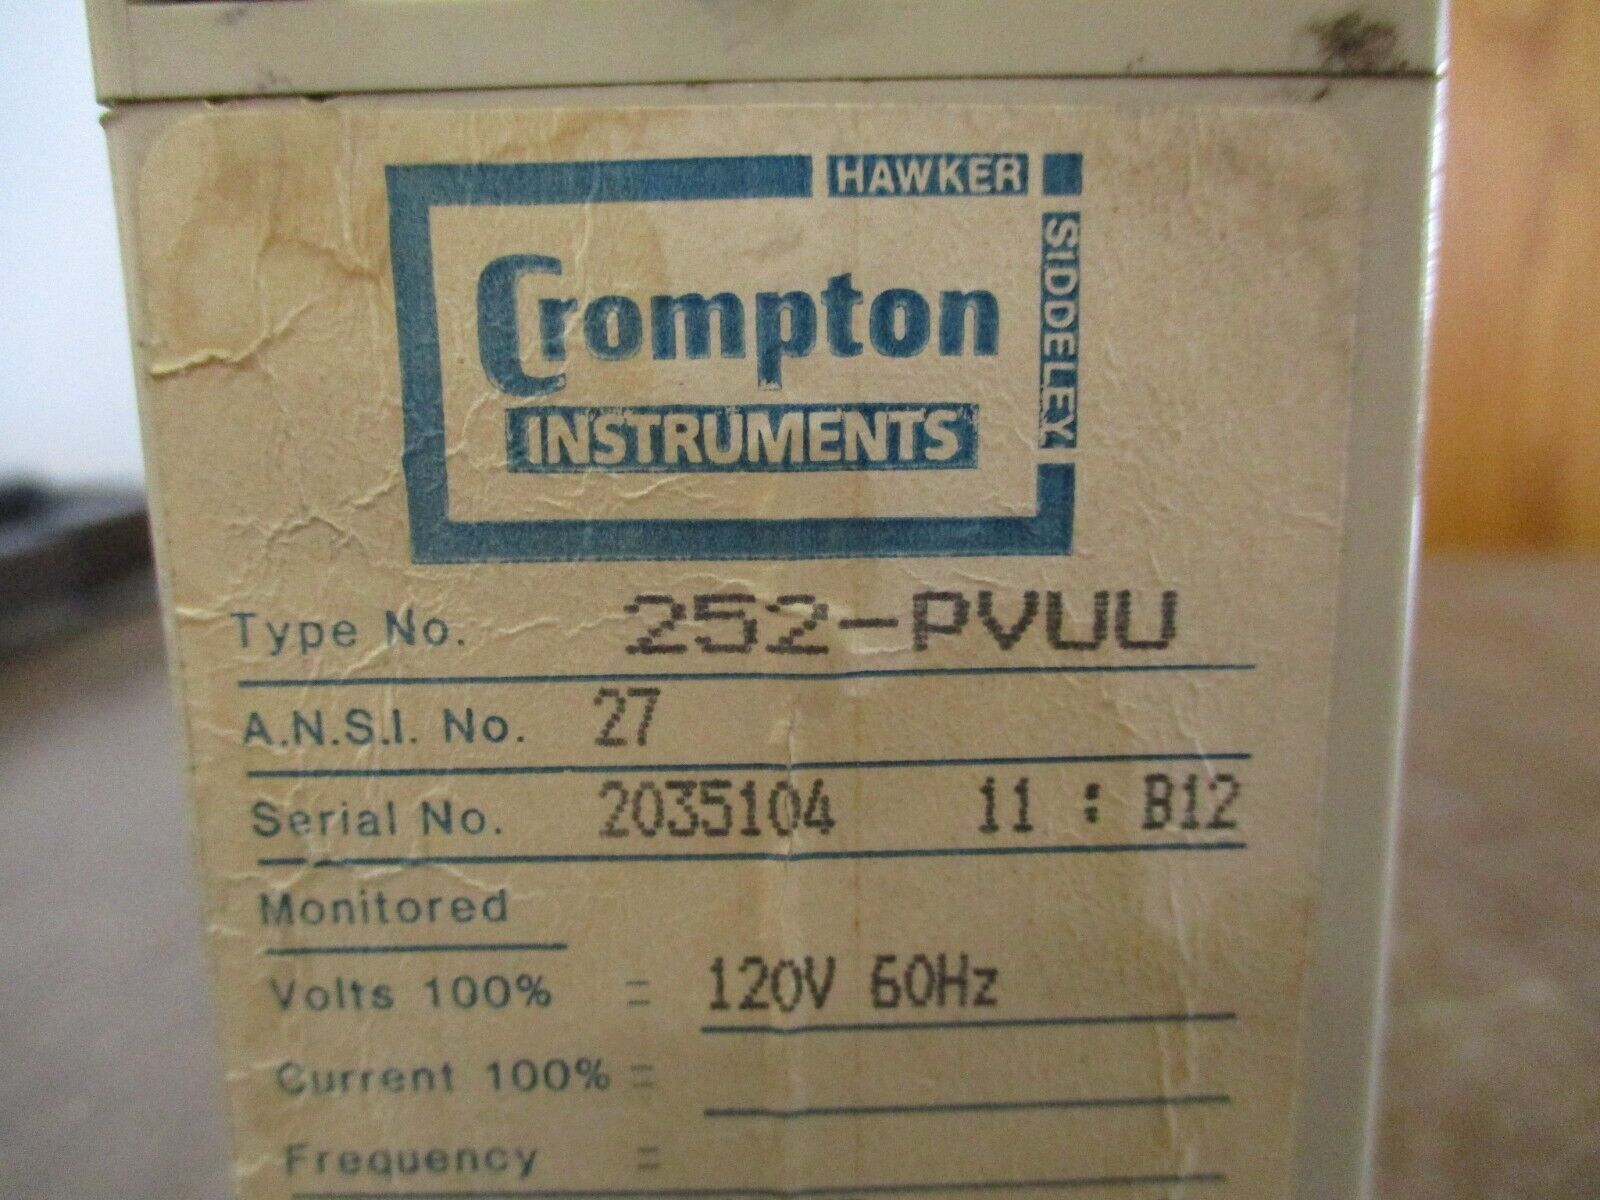 HAWKER
SIDDELEY
Crompton
INSTRUMENTS
Type No. 252-PVUU
A.N.S.I. No. 27
Serial No. 2035104 11 : B12
Monitored
Volts 100% = 120V 60Hz
Current 100% =
Frequency =